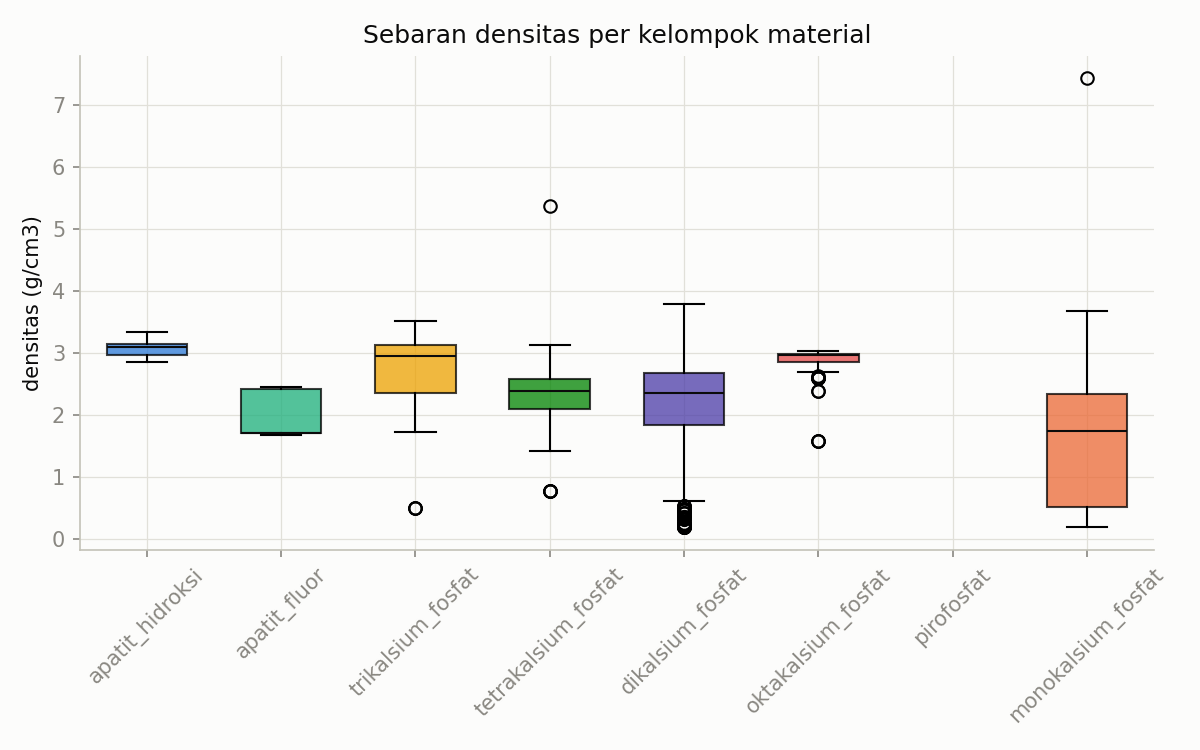 Sebaran densitas per kelompok material
densitas (g/cm3)
7
6
5
4
3
2
1
0
apatit_hidroksi
apatit_fluor
trikalsium_fosfat
tetrakalsium_fosfat
dikalsium_fosfat
oktakalsium_fosfat
pirofosfat
monokalsium_fosfat